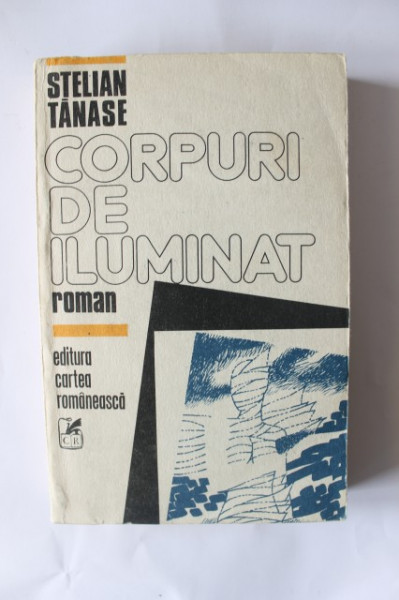 STELIAN
TĂNASE
CORPURI
DE
ILUMINAT
roman
editura
cartea
românească
CR